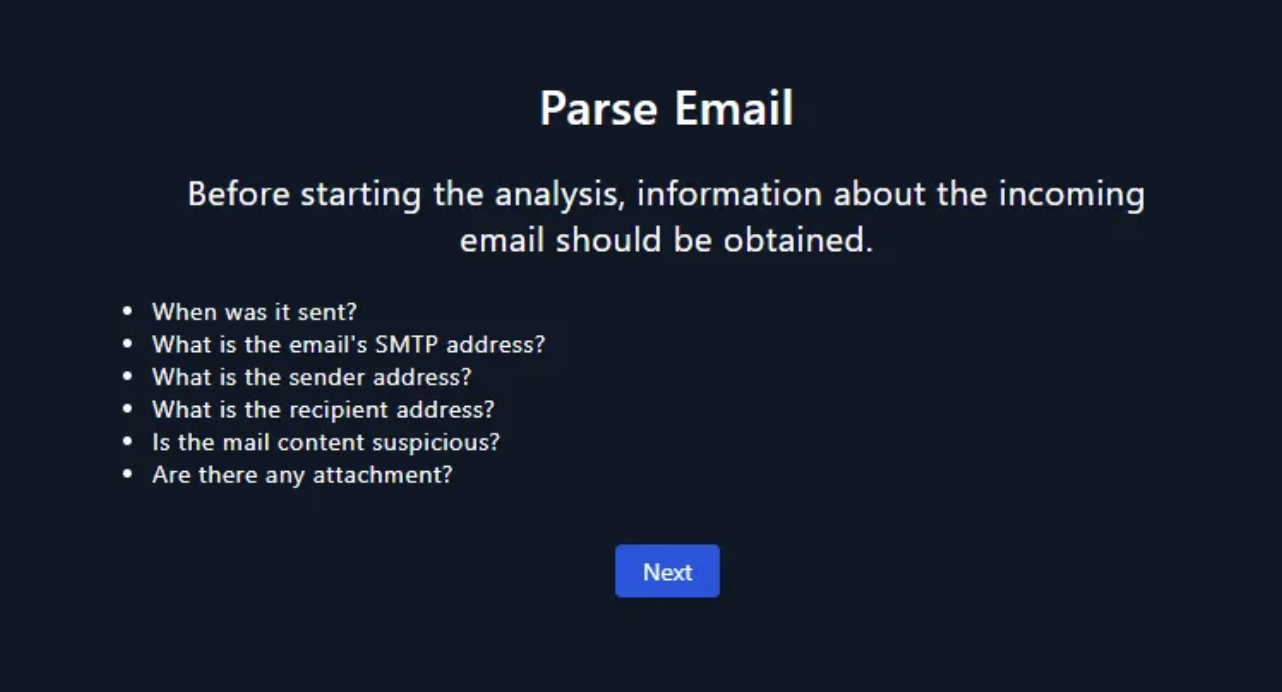 Parse Email
Before starting the analysis, information about the incoming
email should be obtained.
• When was it sent?
• What is the email's SMTP address?
• What is the sender address?
• What is the recipient address?
• Is the mail content suspicious?
• Are there any attachment?
Next